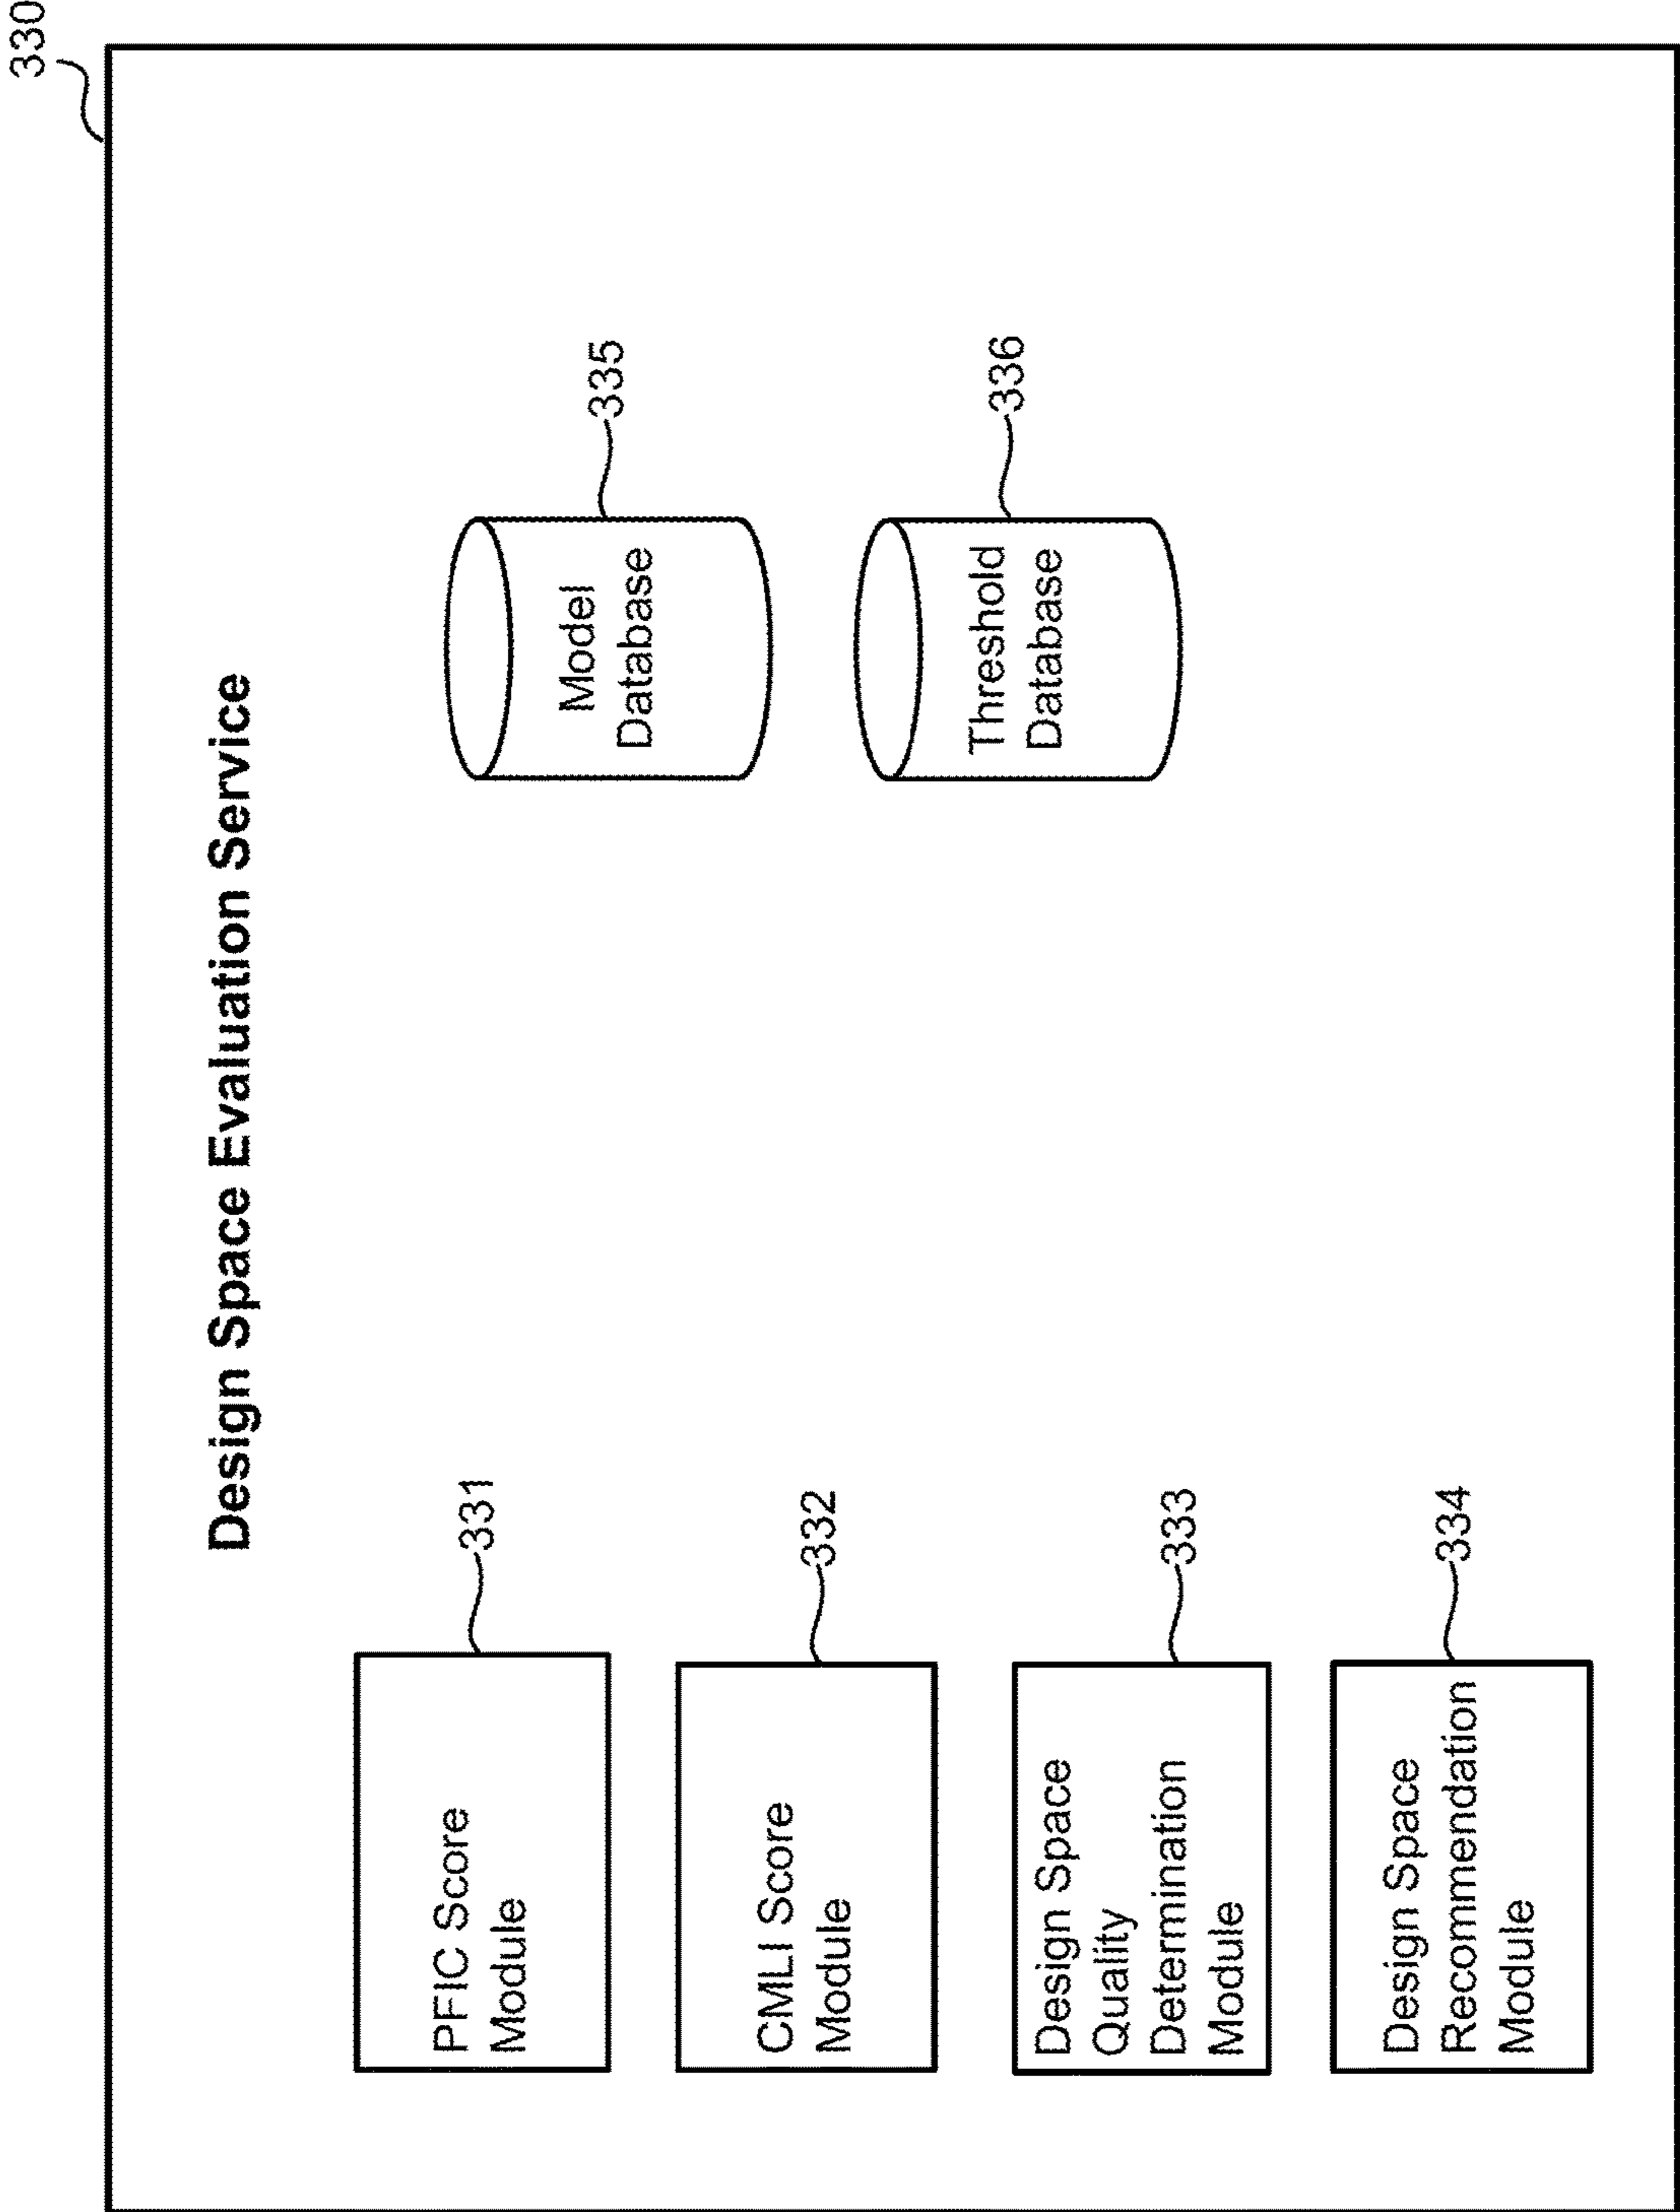 330
Design Space Evaluation Service
PFIC Score
Module
331
CMLI Score
Module
332
Design Space
Quality
Determination
Module
333
Design Space
Recommendation
Module
334
Model
Database
335
Threshold
Database
336